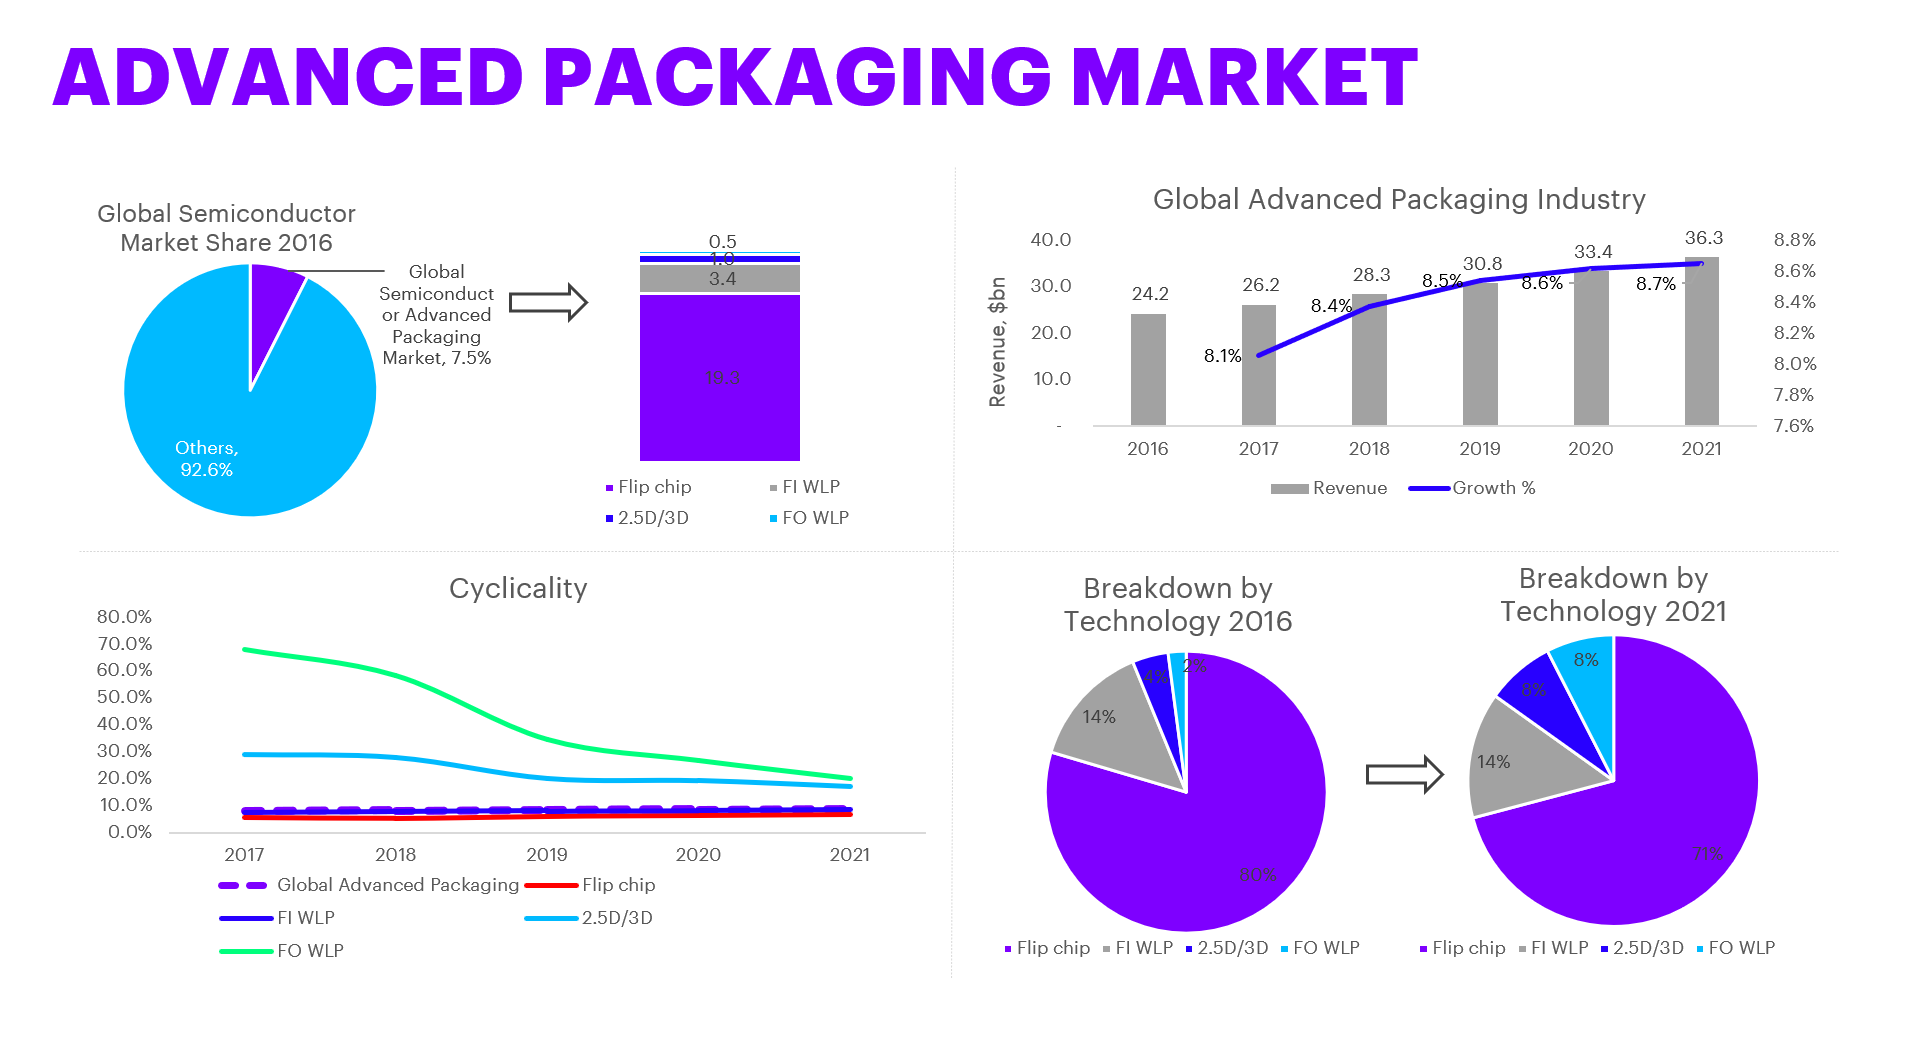 ADVANCED PACKAGING MARKET
Global Semiconductor
Market Share 2016
Global
Semiconduct
or Advanced
Packaging
Market, 7.5%
Others,
92.6%
0.5
1.0
3.4
19.3
Flip chip
FI WLP
2.5D/3D
FO WLP
Global Advanced Packaging Industry
Revenue, $bn
40.0
30.0
20.0
10.0
-
24.2
26.2
28.3
30.8
33.4
36.3
8.1%
8.4%
8.5%
8.6%
8.7%
8.8%
8.6%
8.4%
8.2%
8.0%
7.8%
7.6%
2016
2017
2018
2019
2020
2021
Revenue
Growth %
Cyclicality
80.0%
70.0%
60.0%
50.0%
40.0%
30.0%
20.0%
10.0%
0.0%
2017
2018
2019
2020
2021
Global Advanced Packaging
Flip chip
FI WLP
2.5D/3D
FO WLP
Breakdown by
Technology 2016
2%
4%
14%
80%
Flip chip
FI WLP
2.5D/3D
FO WLP
Breakdown by
Technology 2021
8%
8%
14%
71%
Flip chip
FI WLP
2.5D/3D
FO WLP